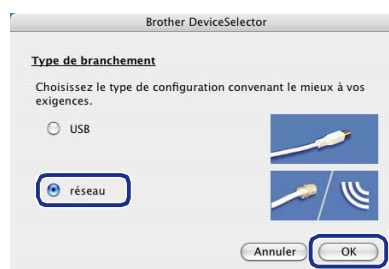 Brother DeviceSelector
Type de branchement
Choisissez le type de configuration convenant le mieux à vos
exigences.
USB
réseau
Annuler OK